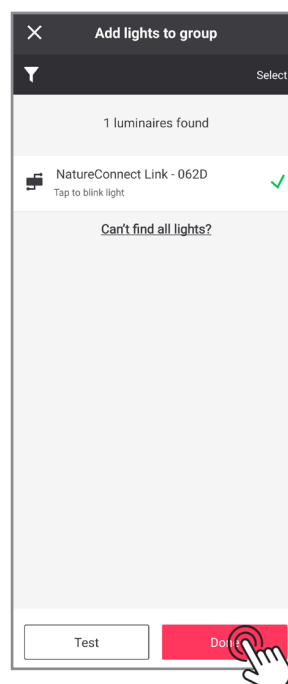 Add lights to group
Select
1 luminaires found
NatureConnect Link - 062D
Tap to blink light
Can't find all lights?
Test
Done